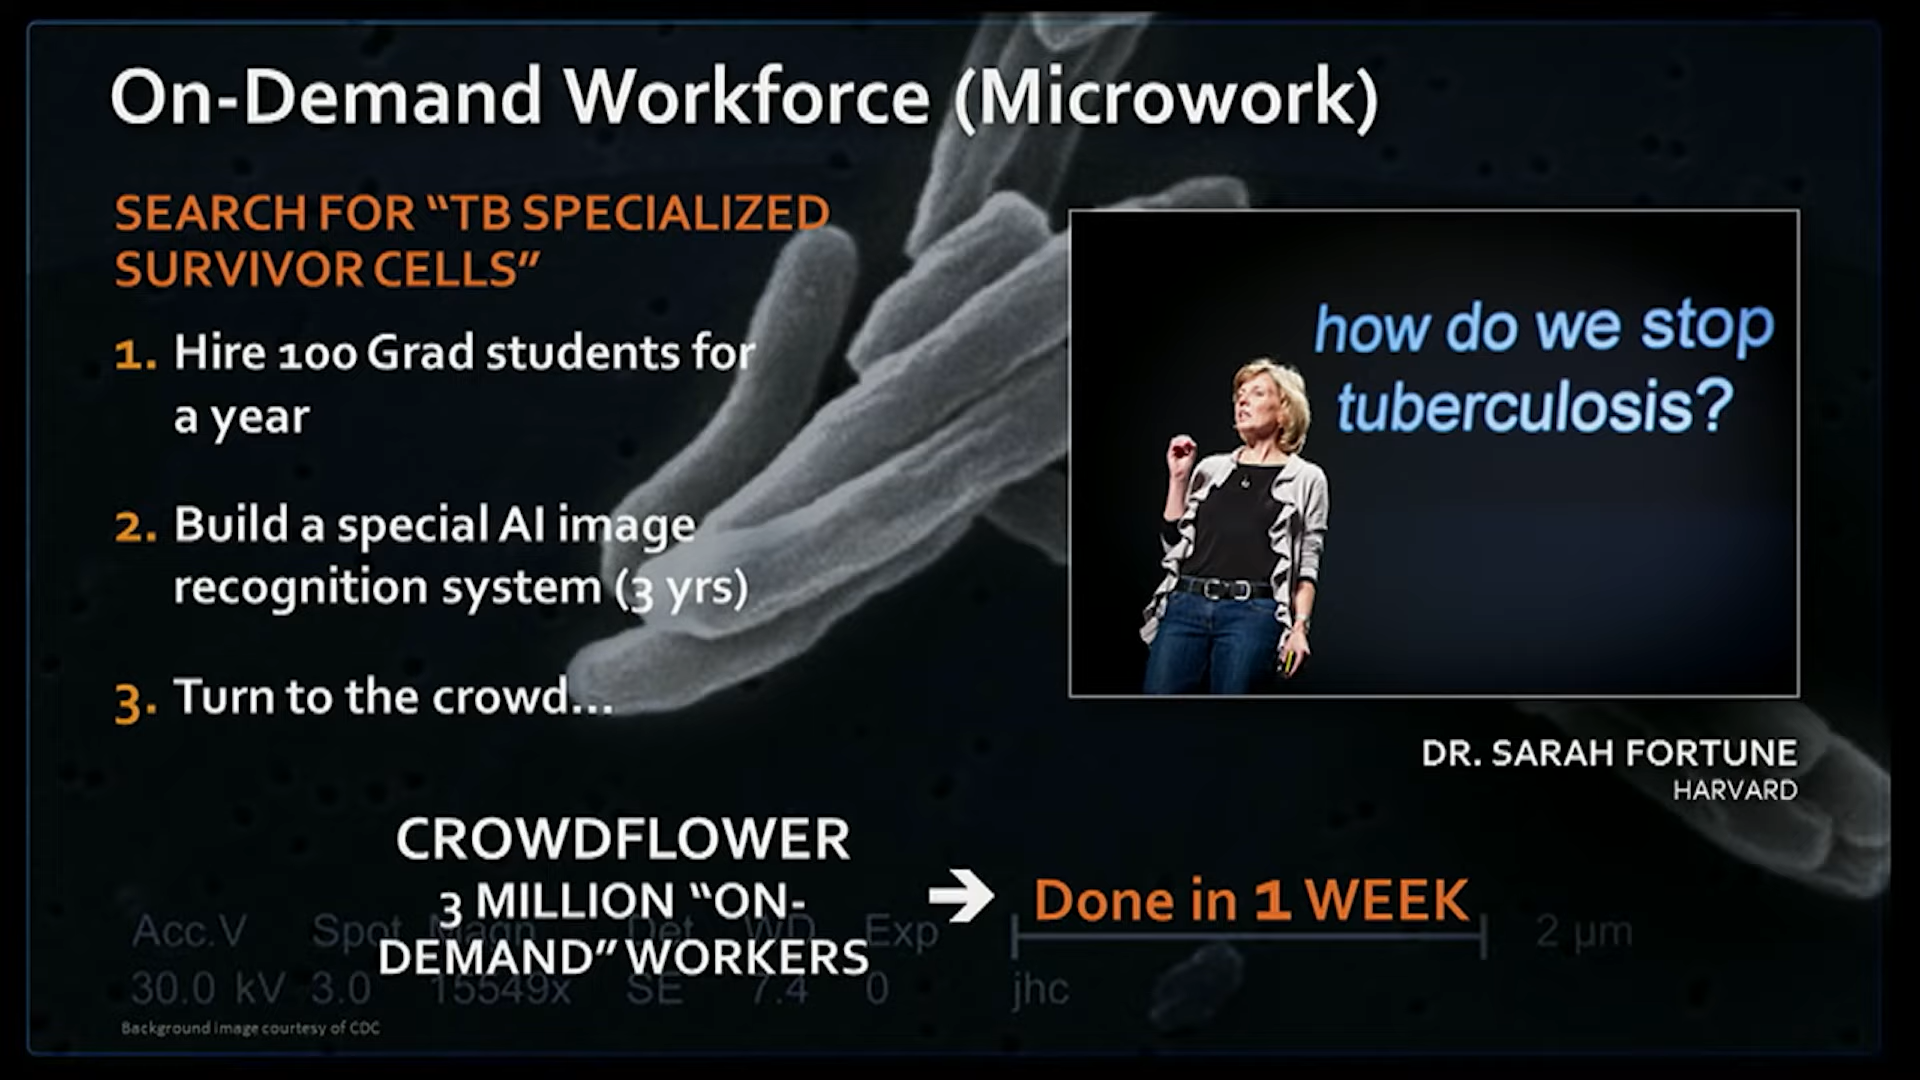 On-Demand Workforce (Microwork)
SEARCH FOR “TB SPECIALIZED
SURVIVOR CELLS”
1. Hire 100 Grad students for
a year
2. Build a special AI image
recognition system (3 yrs)
3. Turn to the crowd...
how do we stop
tuberculosis?
DR. SARAH FORTUNE
HARVARD
CROWDFLOWER
3 MILLION “ON-
DEMAND” WORKERS
➔ Done in 1 WEEK
Acc.V Spot Magn Det WD Exp 2 µm
30.0 kV 3.0 15549x SE 7.4 0 jhc
Background image courtesy of CDC